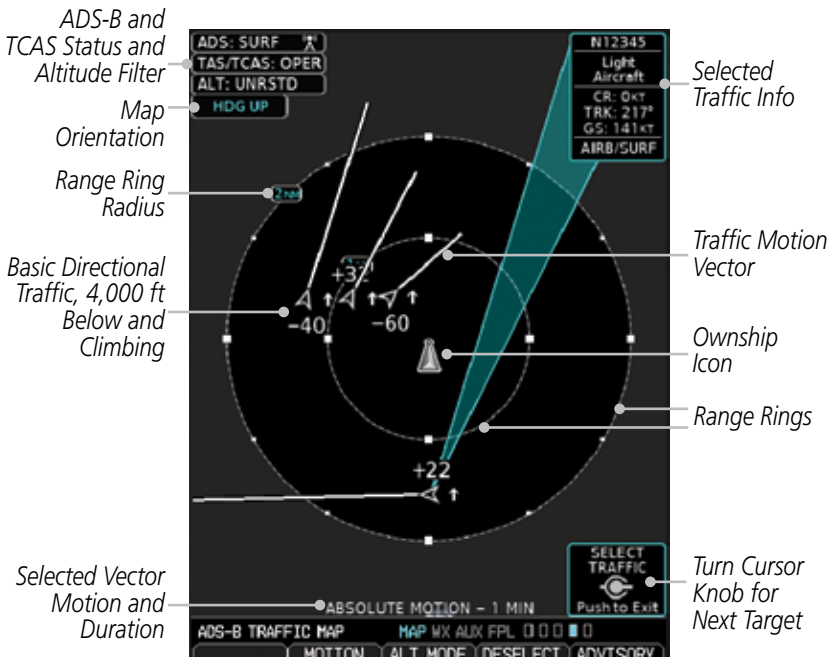 ADS-B and
TCAS Status and
Altitude Filter
Map
Orientation
Range Ring
Radius
Basic Directional
Traffic, 4,000 ft
Below and
Climbing
Selected Vector
Motion and
Duration
ADS: SURF
TAS/TCAS: OPER
ALT: UNRSTD
HDG UP
2NM
+32
-40
-60
+22
N12345
Light
Aircraft
CR: 0KT
TRK: 217°
GS: 141KT
AIRB/SURF
SELECT
TRAFFIC
Push to Exit
ABSOLUTE MOTION – 1 MIN
ADS-B TRAFFIC MAP MAP WX AUX FPL
MOTION ALT MODE DESELECT ADVISORY
Selected
Traffic Info
Traffic Motion
Vector
Ownship
Icon
Range Rings
Turn Cursor
Knob for
Next Target